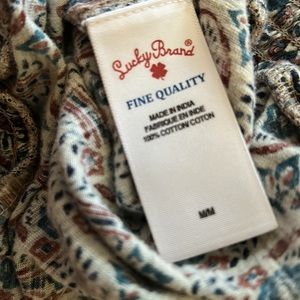 Lucky Brand
FINE QUALITY
MADE IN INDIA
FABRIQUE EN INDE
100% COTTON/ COTON
M/M